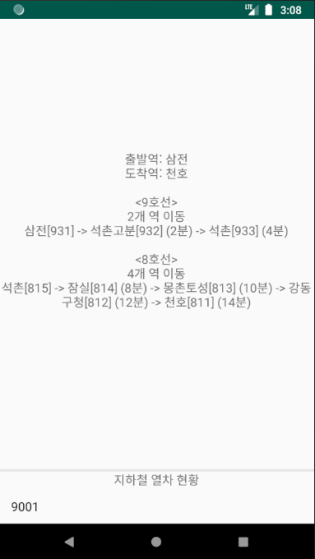 LTE 3:08
출발역: 삼전
도착역: 천호
<9호선>
2개 역 이동
삼전[931] -> 석촌고분[932] (2분) -> 석촌[933] (4분)
<8호선>
4개 역 이동
석촌[815] -> 잠실[814] (8분) -> 몽촌토성[813] (10분) -> 강동
구청[812] (12분) -> 천호[811] (14분)
지하철 열차 현황
9001